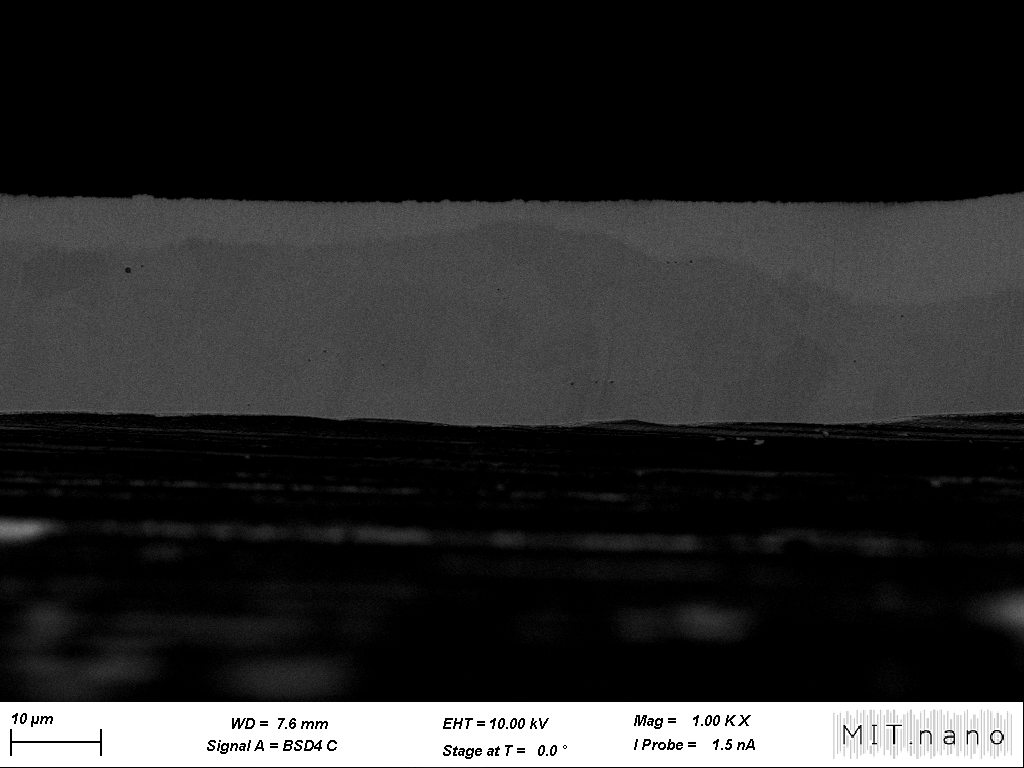 10 µm
WD = 7.6 mm
Signal A = BSD4 C
EHT = 10.00 kV
Stage at T = 0.0 °
Mag = 1.00 K X
I Probe = 1.5 nA
MIT.nano